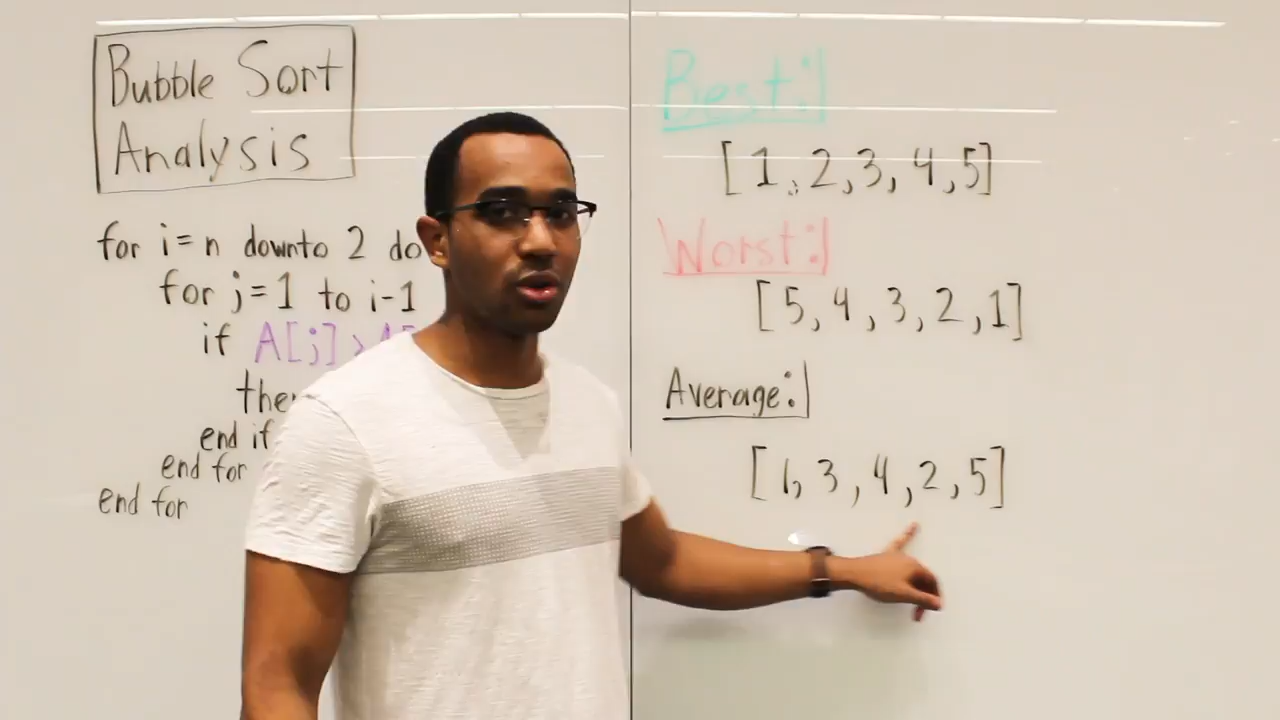 Bubble Sort
Analysis
for i=n downto 2 do
for j=1 to i-1
if A[j] >
end if
end for
end for
Best:
[1,2,3,4,5]
Worst:
[5,4,3,2,1]
Average:
[1,3,4,2,5]